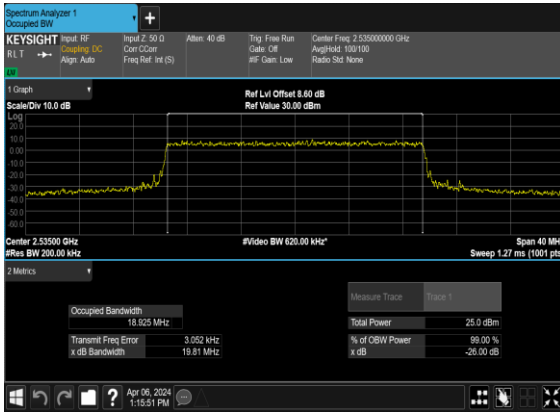 Spectrum Analyzer 1
Occupied BW
+
KEYSIGHT Input: RF Input Z: 50 Ω Atten: 40 dB Trig: Free Run Center Freq: 2.535000000 GHz
RLT Coupling: DC Corr CCorr Gate: Off Avg|Hold: 100/100
Align: Auto Freq Ref: Int (S) #IF Gain: Low Radio Std: None
1 Graph
Ref Lvl Offset 8.60 dB
Scale/Div 10.0 dB Ref Value 30.00 dBm
Log
20.0
10.0
0.00
-10.0
-20.0
-30.0
-40.0
-50.0
-60.0
Center 2.53500 GHz #Video BW 620.00 kHz* Span 40 MH
#Res BW 200.00 kHz Sweep 1.27 ms (1001 pts
2 Metrics
Measure Trace Trace 1
Occupied Bandwidth
18.925 MHz Total Power 25.0 dBm
Transmit Freq Error 3.052 kHz % of OBW Power 99.00 %
x dB Bandwidth 19.81 MHz x dB -26.00 dB
? Apr 06, 2024
1:15:51 PM